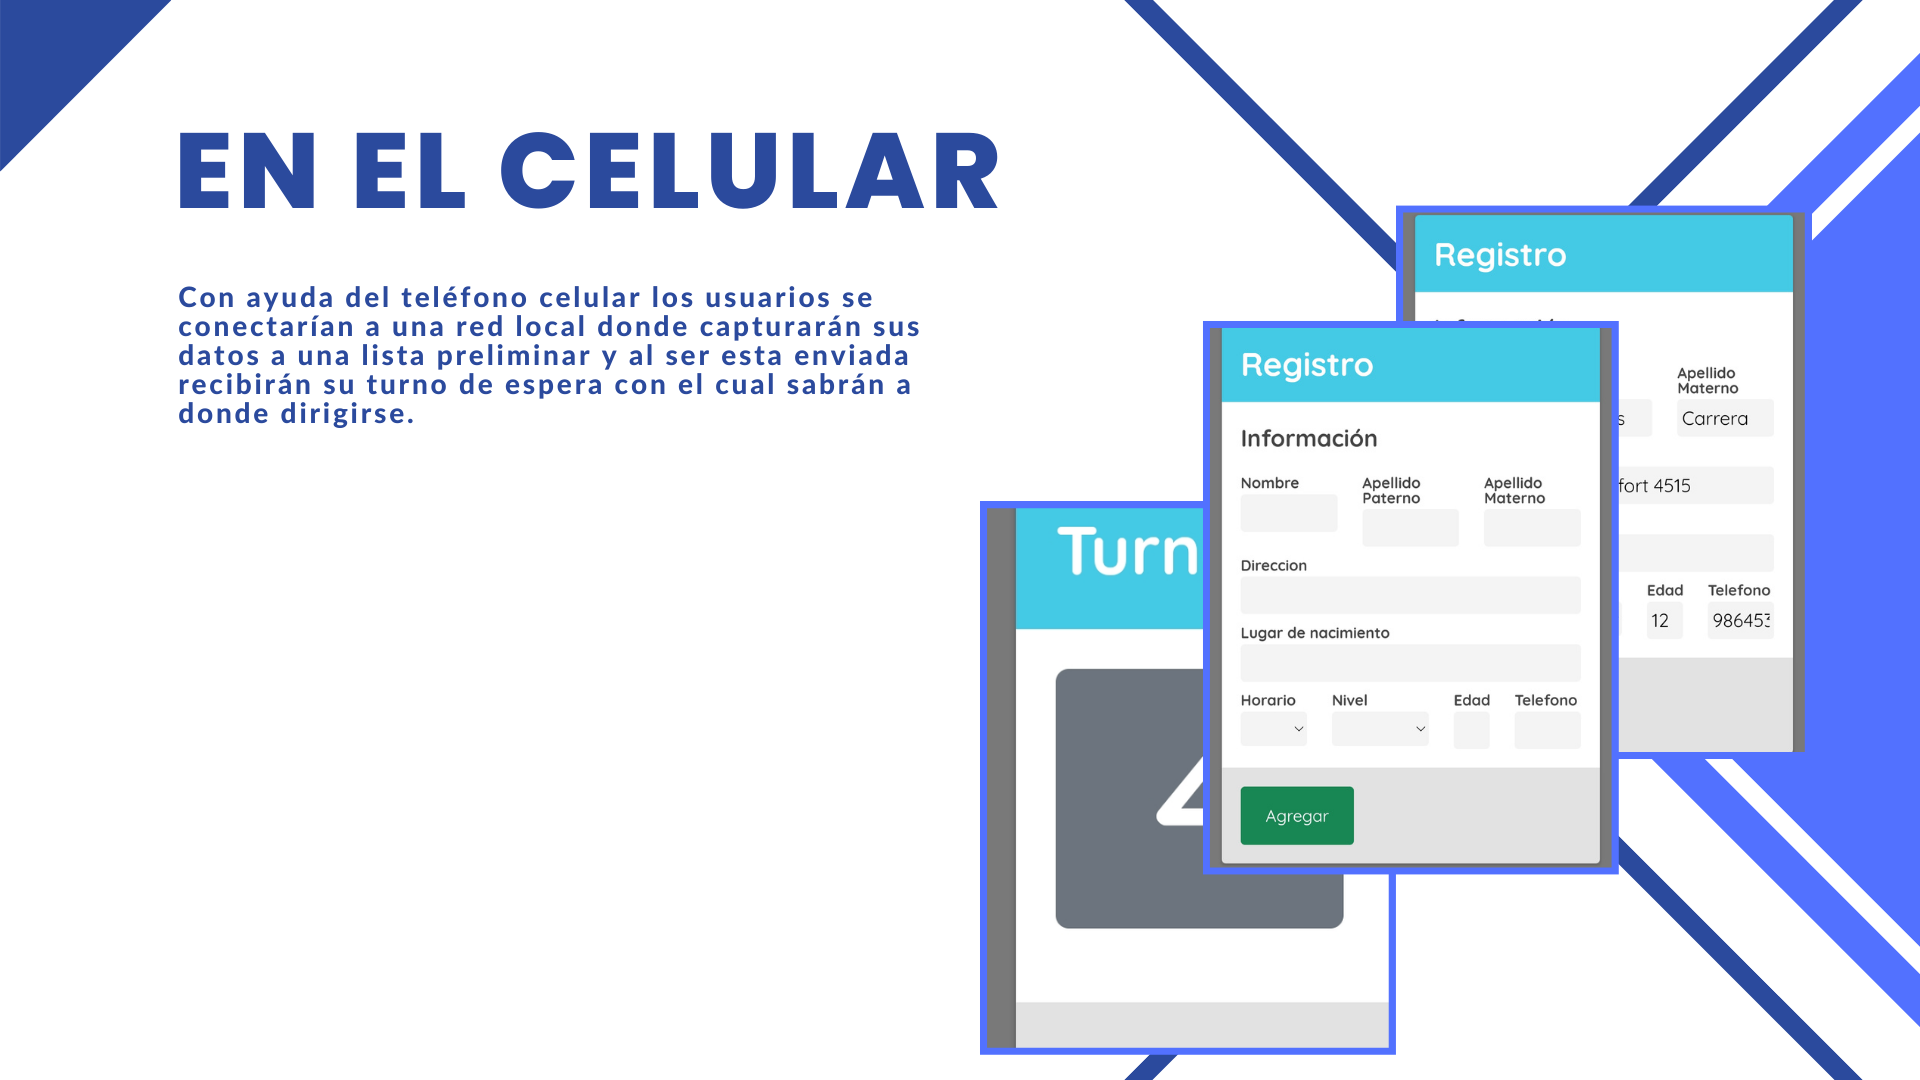 EN EL CELULAR
Con ayuda del teléfono celular los usuarios se
conectarían a una red local donde capturarán sus
datos a una lista preliminar y al ser esta enviada
recibirán su turno de espera con el cual sabrán a
donde dirigirse.
Registro
Apellido
Materno
s
Carrera
fort 4515
Edad
Telefono
12
Registro
Información
Nombre
Apellido
Paterno
Apellido
Materno
Direccion
Lugar de nacimiento
Horario
Nivel
Edad
Telefono
Agregar
Turn